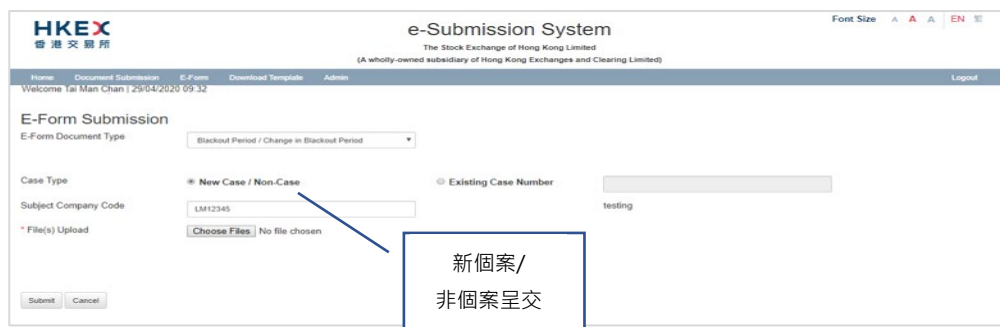 HKEX
香港交易所
e-Submission System
The Stock Exchange of Hong Kong Limited
(A wholly-owned subsidiary of Hong Kong Exchanges and Clearing Limited)
Font Size A A A EN 繁
Home Document Submission E-Form Download Template Admin Logout
Welcome Tai Man Chan | 29/04/2020 09:32
E-Form Submission
E-Form Document Type Blackout Period / Change in Blackout Period
Case Type New Case / Non-Case Existing Case Number
Subject Company Code LM12345 testing
* File(s) Upload Choose Files No file chosen
新個案/
非個案呈交
Submit Cancel